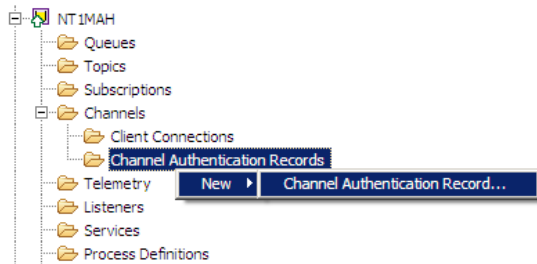 NT1MAH
Queues
Topics
Subscriptions
Channels
Client Connections
Channel Authentication Records
Telemetry New Channel Authentication Record...
Listeners
Services
Process Definitions